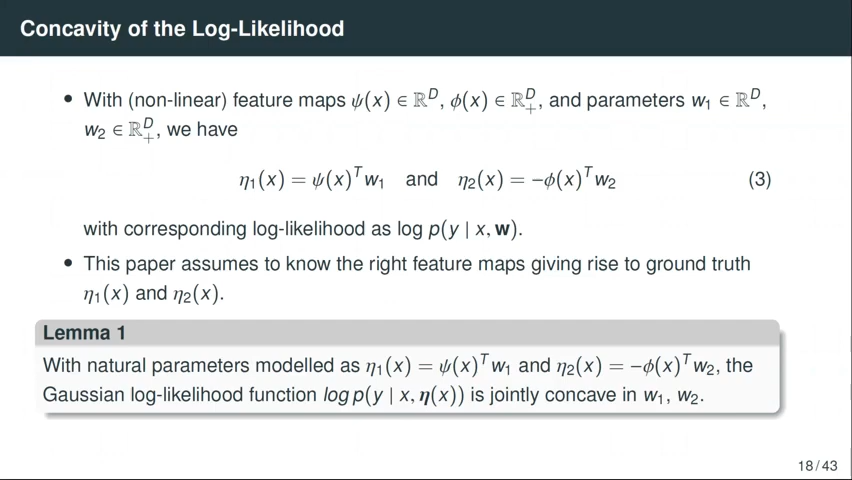 Concavity of the Log-Likelihood
• With (non-linear) feature maps ψ(x) ∈ ℝ^D, ϕ(x) ∈ ℝ^D_+, and parameters w₁ ∈ ℝ^D,
w₂ ∈ ℝ^D_+, we have
η₁(x) = ψ(x)^T w₁ and η₂(x) = −ϕ(x)^T w₂ (3)
with corresponding log-likelihood as log p(y | x, **w**).
• This paper assumes to know the right feature maps giving rise to ground truth
η₁(x) and η₂(x).
Lemma 1
With natural parameters modelled as η₁(x) = ψ(x)^T w₁ and η₂(x) = −ϕ(x)^T w₂, the
Gaussian log-likelihood function log p(y | x, **η**(x)) is jointly concave in w₁, w₂.
18 / 43